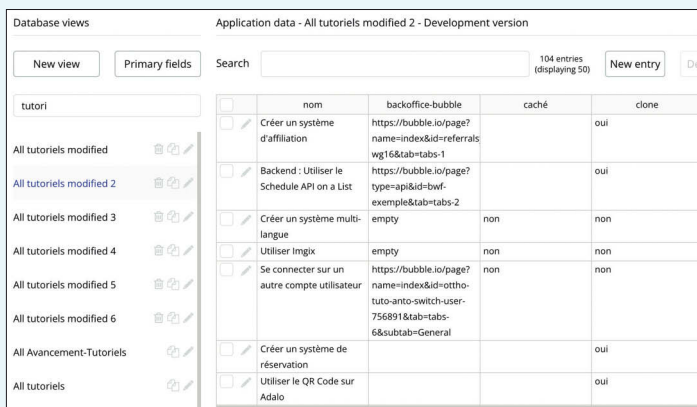 Database views
New view
Primary fields
tutori
All tutoriels modified
All tutoriels modified 2
All tutoriels modified 3
All tutoriels modified 4
All tutoriels modified 5
All tutoriels modified 6
All Avancement-Tutoriels
All tutoriels
Application data - All tutoriels modified 2 - Development version
Search
104 entries
(displaying 50)
New entry
nom backoffice-bubble caché clone
Créer un système https://bubble.io/page? oui
d'affiliation name=index&id=referrals
wg16&tab=tabs-1
Backend : Utiliser le https://bubble.io/page? oui
Schedule API on a List type=api&id=bwf-
exemple&tab=tabs-2
Créer un système multi- empty non non
langue
Utiliser Imgix empty non non
Se connecter sur un https://bubble.io/page? non non
autre compte utilisateur name=index&id=ottho-
tuto-anto-switch-user-
756891&tab=tabs-
6&subtab=General
Créer un système de oui
réservation
Utiliser le QR Code sur oui
Adalo